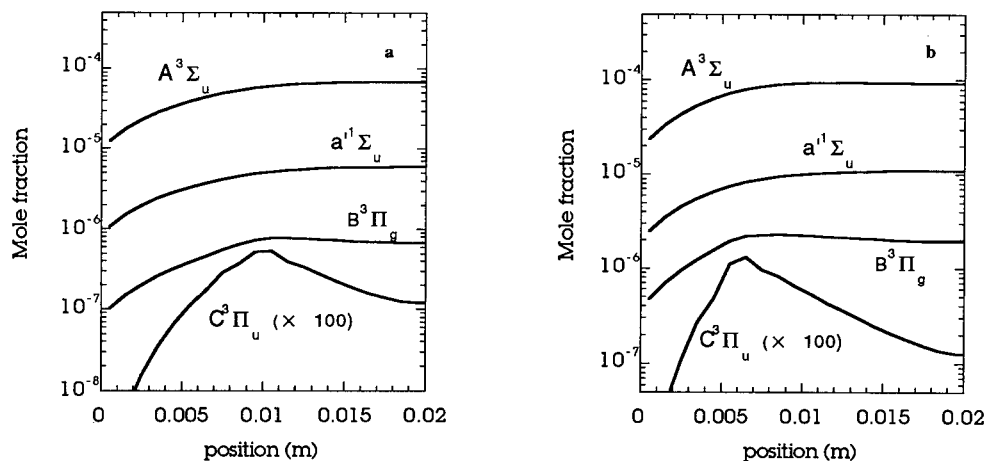 a
Mole fraction
10⁻⁴
10⁻⁵
10⁻⁶
10⁻⁷
10⁻⁸
A³Σᵤ
a'¹Σᵤ
B³Π_g
C³Πᵤ (× 100)
0 0.005 0.01 0.015 0.02
position (m)
b
Mole fraction
10⁻⁴
10⁻⁵
10⁻⁶
10⁻⁷
A³Σᵤ
a'¹Σᵤ
B³Π_g
C³Πᵤ (× 100)
0 0.005 0.01 0.015 0.02
position (m)